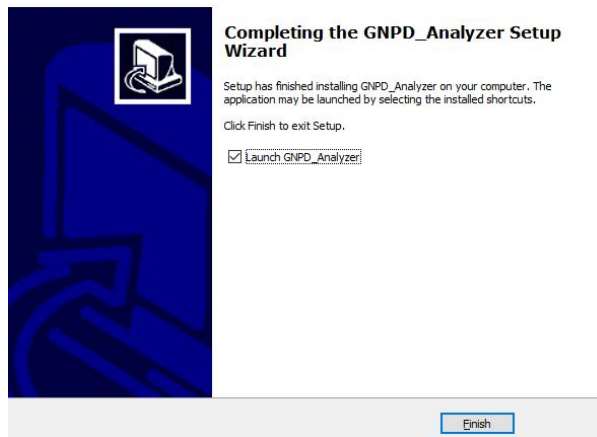 Completing the GNPD_Analyzer Setup
Wizard
Setup has finished installing GNPD_Analyzer on your computer. The
application may be launched by selecting the installed shortcuts.
Click Finish to exit Setup.
Launch GNPD_Analyzer
Finish